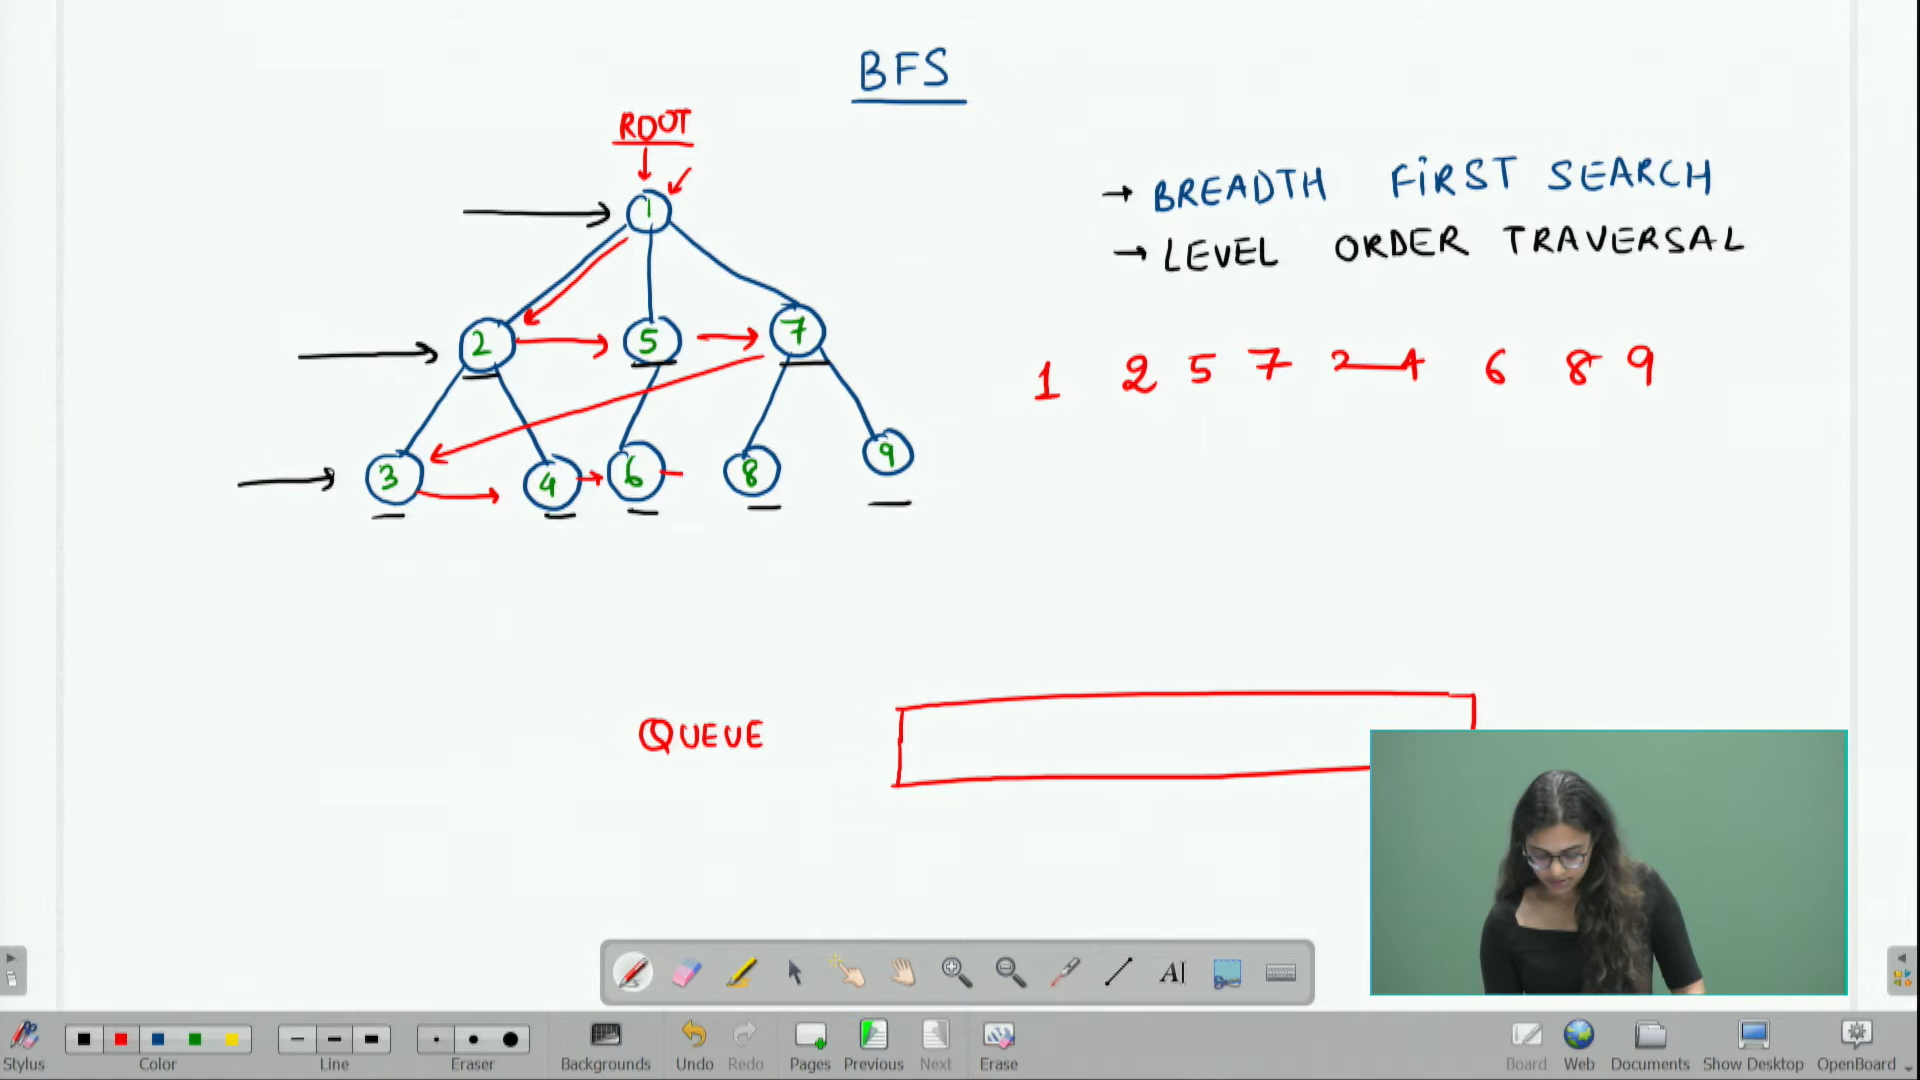 BFS
ROOT
→ BREADTH FIRST SEARCH
→ LEVEL ORDER TRAVERSAL
1
2 5 7
1 2 5 7 6 8 9
3 4 6 8 9
QUEUE
Stylus Color Line Eraser Backgrounds Undo Redo Pages Previous Next Erase Board Web Documents Show Desktop OpenBoard